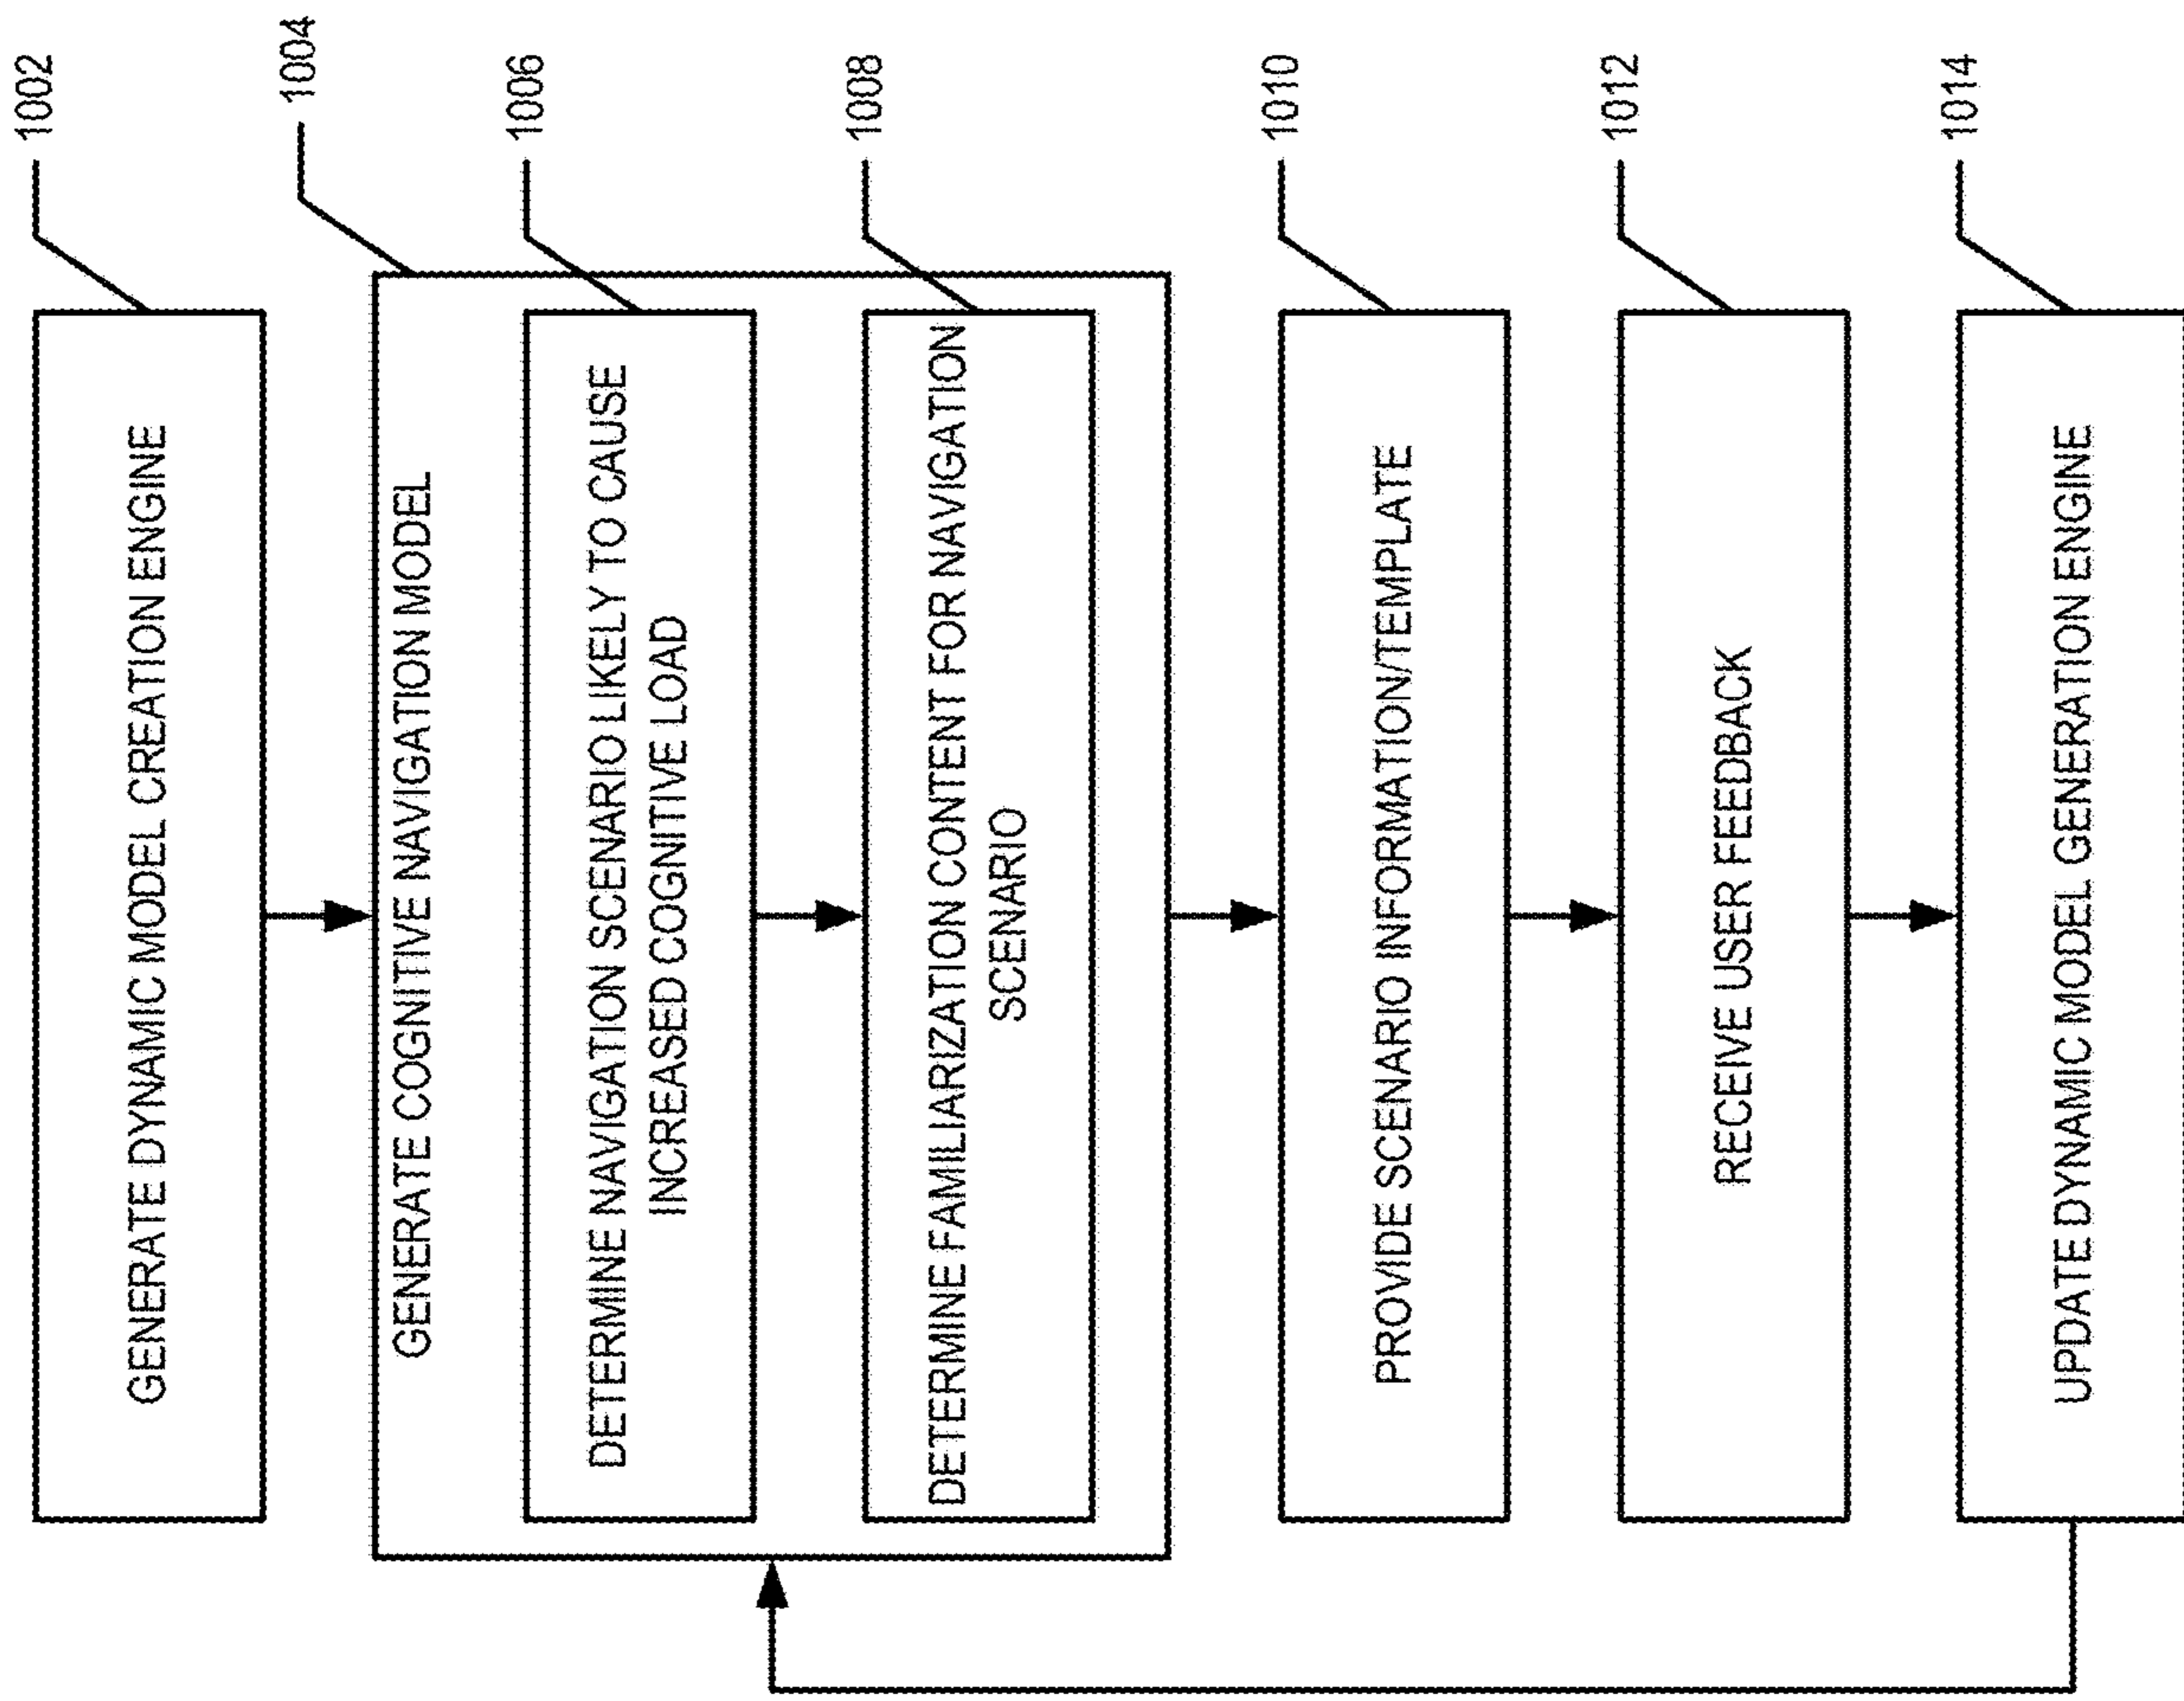 1002
GENERATE DYNAMIC MODEL CREATION ENGINE
1004
GENERATE COGNITIVE NAVIGATION MODEL
1006
DETERMINE NAVIGATION SCENARIO LIKELY TO CAUSE
INCREASED COGNITIVE LOAD
1008
DETERMINE FAMILIARIZATION CONTENT FOR NAVIGATION
SCENARIO
1010
PROVIDE SCENARIO INFORMATION/TEMPLATE
1012
RECEIVE USER FEEDBACK
1014
UPDATE DYNAMIC MODEL GENERATION ENGINE